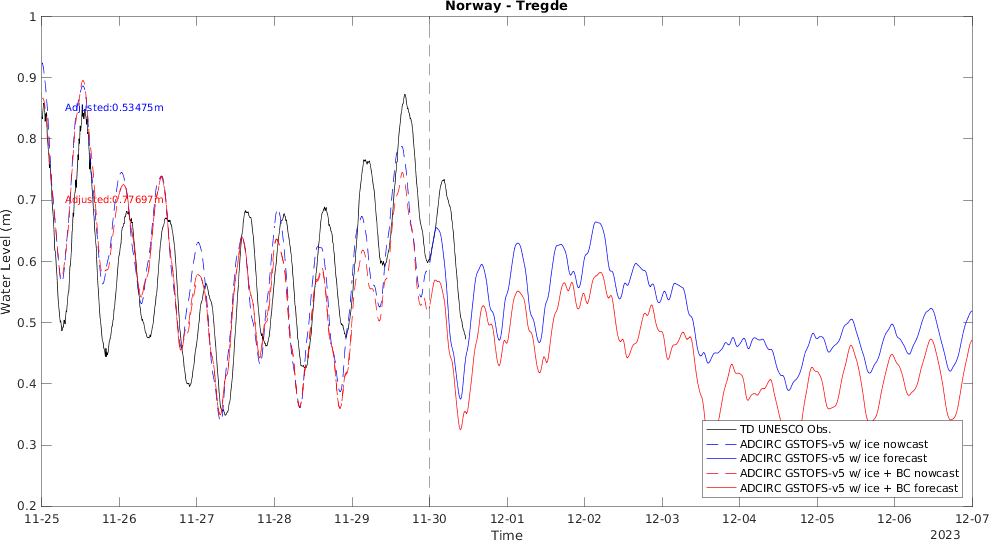 Norway - Tregde
1
0.9
0.8
0.7
0.6
0.5
0.4
0.3
0.2
Water Level (m)
Adjusted:0.53475m
Adjusted:0.77697m
TD UNESCO Obs.
ADCIRC GSTOFS-v5 w/ ice nowcast
ADCIRC GSTOFS-v5 w/ ice forecast
ADCIRC GSTOFS-v5 w/ ice + BC nowcast
ADCIRC GSTOFS-v5 w/ ice + BC forecast
11-25 11-26 11-27 11-28 11-29 11-30 12-01 12-02 12-03 12-04 12-05 12-06 12-07
Time
2023